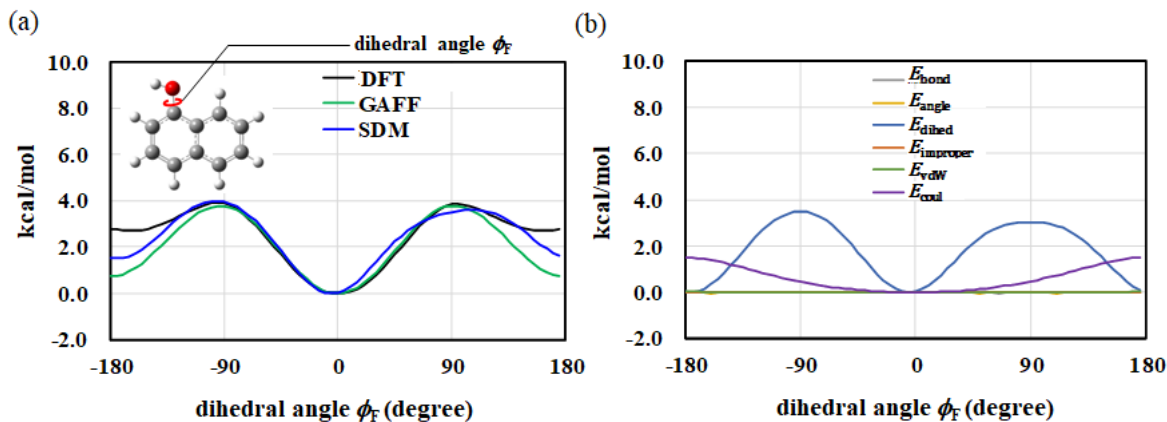 (a)
dihedral angle ϕF
10.0
8.0
6.0
4.0
2.0
0.0
-2.0
kcal/mol
DFT
GAFF
SDM
-180
-90
0
90
180
dihedral angle ϕF (degree)
(b)
10.0
8.0
6.0
4.0
2.0
0.0
-2.0
kcal/mol
Ebond
Eangle
Edihed
Eimproper
EvdW
Ecoul
-180
-90
0
90
180
dihedral angle ϕF (degree)